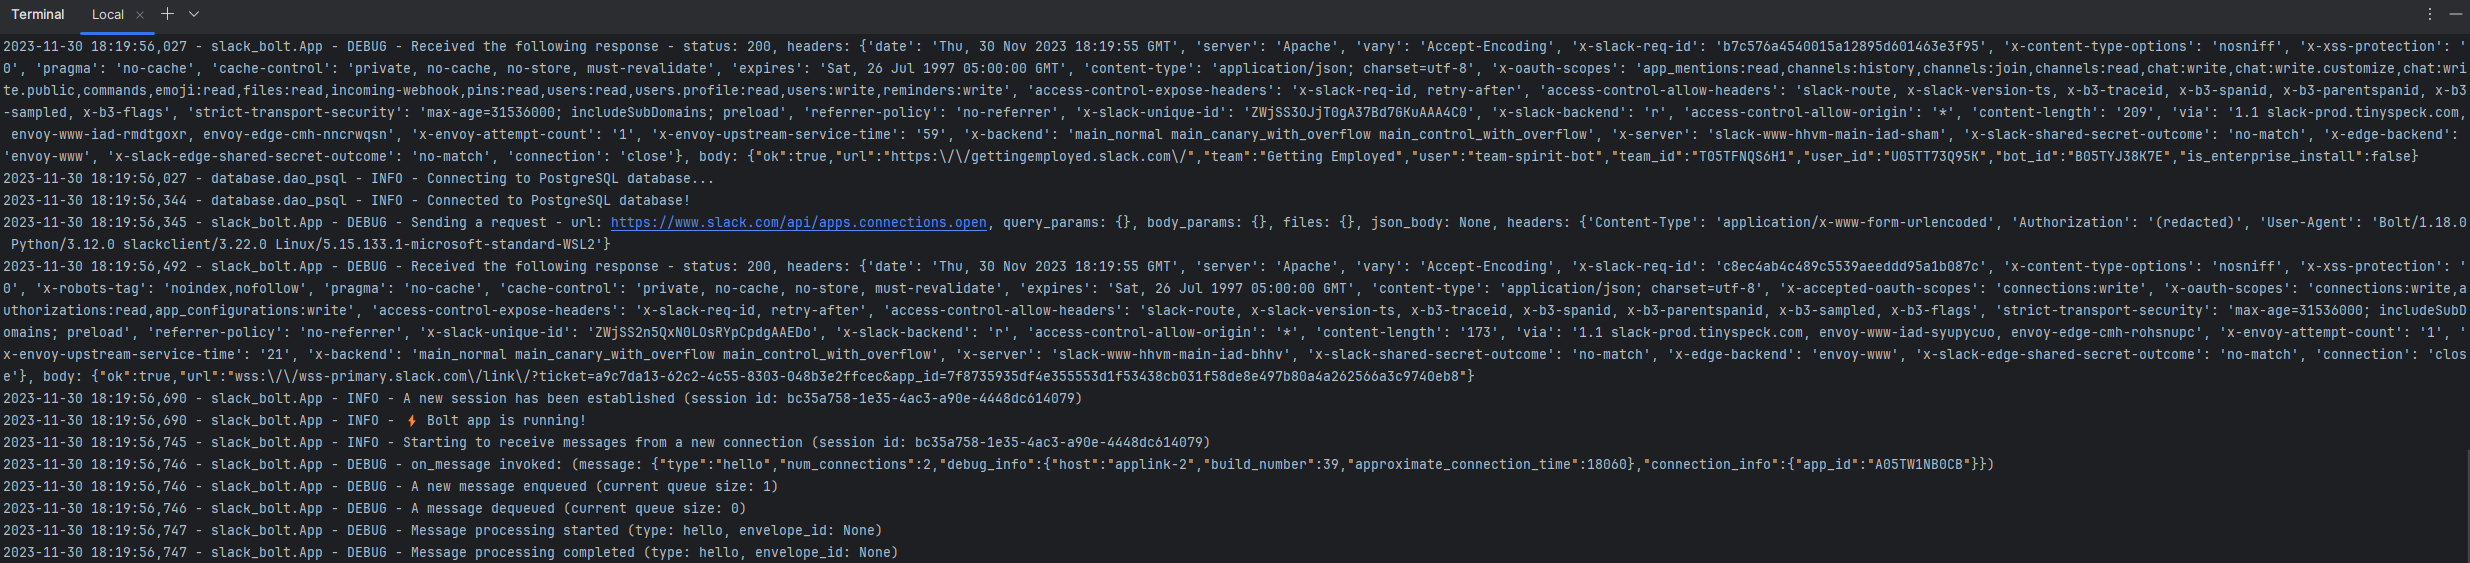 Terminal
Local
2023-11-30 18:19:56,027 - slack_bolt.App - DEBUG - Received the following response - status: 200, headers: {'date': 'Thu, 30 Nov 2023 18:19:55 GMT', 'server': 'Apache', 'vary': 'Accept-Encoding', 'x-slack-req-id': 'b7c576a4540015a12895d601463e3f95', 'x-content-type-options': 'nosniff', 'x-xss-protection': '
0', 'pragma': 'no-cache', 'cache-control': 'private, no-cache, no-store, must-revalidate', 'expires': 'Sat, 26 Jul 1997 05:00:00 GMT', 'content-type': 'application/json; charset=utf-8', 'x-oauth-scopes': 'app_mentions:read,channels:history,channels:join,channels:read,chat:write,chat:write.customize,chat:wri
te.public,commands,emoji:read,files:read,incoming-webhook,pins:read,users:read,users.profile:read,users:write,reminders:write', 'access-control-expose-headers': 'x-slack-req-id, retry-after', 'access-control-allow-headers': 'slack-route, x-slack-version-ts, x-b3-traceid, x-b3-spanid, x-b3-parentspanid, x-b3
-sampled, x-b3-flags', 'strict-transport-security': 'max-age=31536000; includeSubDomains; preload', 'referrer-policy': 'no-referrer', 'x-slack-unique-id': 'ZWjSS3OJjT0gA37Bd7GKuAAA4C0', 'x-slack-backend': 'r', 'access-control-allow-origin': '*', 'content-length': '209', 'via': '1.1 slack-prod.tinyspeck.com,
envoy-www-iad-rmdtgoxr, envoy-edge-cmh-nncrwqsn', 'x-envoy-attempt-count': '1', 'x-envoy-upstream-service-time': '59', 'x-backend': 'main_normal main_canary_with_overflow main_control_with_overflow', 'x-server': 'slack-www-hhvm-main-iad-sham', 'x-slack-shared-secret-outcome': 'no-match', 'x-edge-backend':
'envoy-www', 'x-slack-edge-shared-secret-outcome': 'no-match', 'connection': 'close'}, body: {"ok":true,"url":"https:\/\/gettingemployed.slack.com\/","team":"Getting Employed","user":"team-spirit-bot","team_id":"T05TFNQS6H1","user_id":"U05TT73Q95K","bot_id":"B05TYJ38K7E","is_enterprise_install":false}
2023-11-30 18:19:56,027 - database.dao_psql - INFO - Connecting to PostgreSQL database...
2023-11-30 18:19:56,344 - database.dao_psql - INFO - Connected to PostgreSQL database!
2023-11-30 18:19:56,345 - slack_bolt.App - DEBUG - Sending a request - url: https://www.slack.com/api/apps.connections.open, query_params: {}, body_params: {}, files: {}, json_body: None, headers: {'Content-Type': 'application/x-www-form-urlencoded', 'Authorization': '(redacted)', 'User-Agent': 'Bolt/1.18.0
Python/3.12.0 slackclient/3.22.0 Linux/5.15.133.1-microsoft-standard-WSL2'}
2023-11-30 18:19:56,492 - slack_bolt.App - DEBUG - Received the following response - status: 200, headers: {'date': 'Thu, 30 Nov 2023 18:19:55 GMT', 'server': 'Apache', 'vary': 'Accept-Encoding', 'x-slack-req-id': 'c8ec4ab4c489c5539aeeddd95a1b087c', 'x-content-type-options': 'nosniff', 'x-xss-protection': '
0', 'x-robots-tag': 'noindex,nofollow', 'pragma': 'no-cache', 'cache-control': 'private, no-cache, no-store, must-revalidate', 'expires': 'Sat, 26 Jul 1997 05:00:00 GMT', 'content-type': 'application/json; charset=utf-8', 'x-accepted-oauth-scopes': 'connections:write', 'x-oauth-scopes': 'connections:write,a
uthorizations:read,app_configurations:write', 'access-control-expose-headers': 'x-slack-req-id, retry-after', 'access-control-allow-headers': 'slack-route, x-slack-version-ts, x-b3-traceid, x-b3-spanid, x-b3-parentspanid, x-b3-sampled, x-b3-flags', 'strict-transport-security': 'max-age=31536000; includeSubD
omains; preload', 'referrer-policy': 'no-referrer', 'x-slack-unique-id': 'ZWjSS2n5QxN0LOsRYpCpdgAAEDo', 'x-slack-backend': 'r', 'access-control-allow-origin': '*', 'content-length': '173', 'via': '1.1 slack-prod.tinyspeck.com, envoy-www-iad-syupycuo, envoy-edge-cmh-rohsnupc', 'x-envoy-attempt-count': '1', '
x-envoy-upstream-service-time': '21', 'x-backend': 'main_normal main_canary_with_overflow main_control_with_overflow', 'x-server': 'slack-www-hhvm-main-iad-bhhv', 'x-slack-shared-secret-outcome': 'no-match', 'x-edge-backend': 'envoy-www', 'x-slack-edge-shared-secret-outcome': 'no-match', 'connection': 'clos
e'}, body: {"ok":true,"url":"wss:\/\/wss-primary.slack.com\/link\/?ticket=a9c7da13-62c2-4c55-8303-048b3e2ffcec&app_id=7f8735935df4e355553d1f53438cb031f58de8e497b80a4a262566a3c9740eb8"}
2023-11-30 18:19:56,690 - slack_bolt.App - INFO - A new session has been established (session id: bc35a758-1e35-4ac3-a90e-4448dc614079)
2023-11-30 18:19:56,690 - slack_bolt.App - INFO - ⚡ Bolt app is running!
2023-11-30 18:19:56,745 - slack_bolt.App - INFO - Starting to receive messages from a new connection (session id: bc35a758-1e35-4ac3-a90e-4448dc614079)
2023-11-30 18:19:56,746 - slack_bolt.App - DEBUG - on_message invoked: (message: {"type":"hello","num_connections":2,"debug_info":{"host":"applink-2","build_number":39,"approximate_connection_time":18060},"connection_info":{"app_id":"A05TW1NB0CB"}})
2023-11-30 18:19:56,746 - slack_bolt.App - DEBUG - A new message enqueued (current queue size: 1)
2023-11-30 18:19:56,746 - slack_bolt.App - DEBUG - A message dequeued (current queue size: 0)
2023-11-30 18:19:56,747 - slack_bolt.App - DEBUG - Message processing started (type: hello, envelope_id: None)
2023-11-30 18:19:56,747 - slack_bolt.App - DEBUG - Message processing completed (type: hello, envelope_id: None)